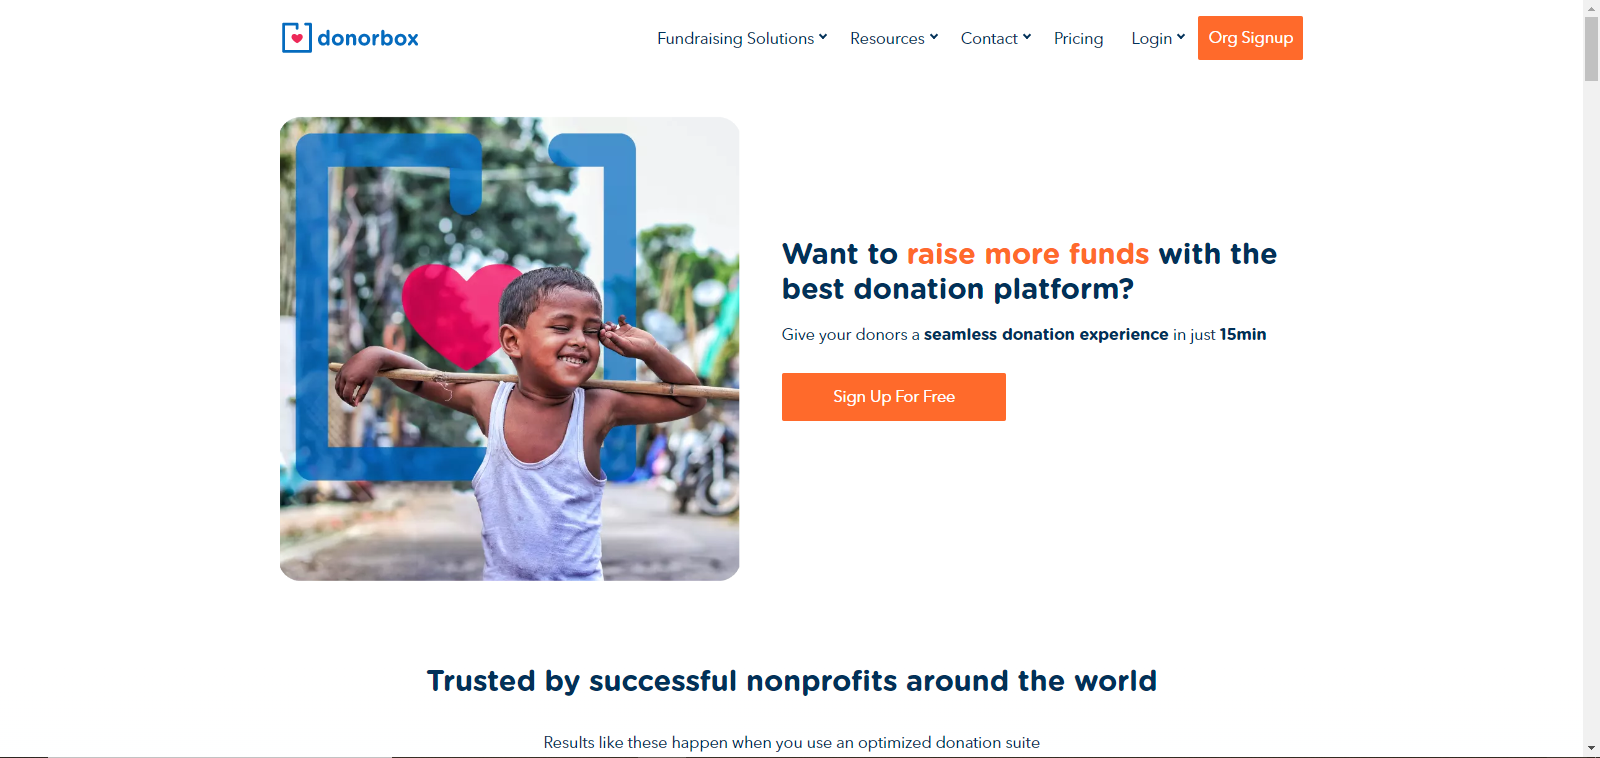 donorbox
Fundraising Solutions
Resources
Contact
Pricing
Login
Org Signup
Want to raise more funds with the
best donation platform?
Give your donors a seamless donation experience in just 15min
Sign Up For Free
Trusted by successful nonprofits around the world
Results like these happen when you use an optimized donation suite